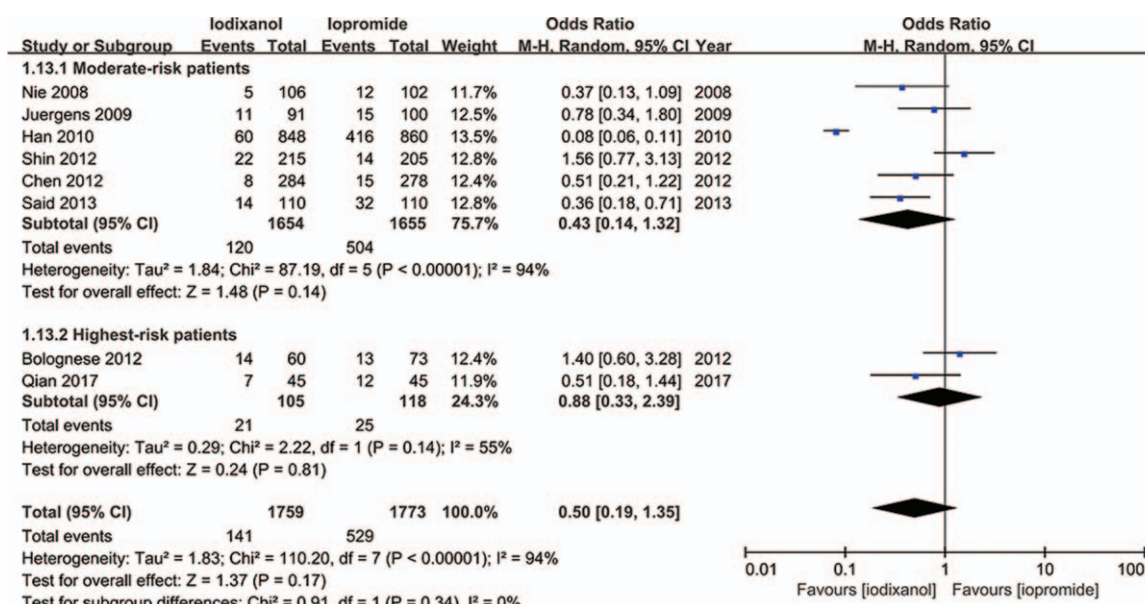 Iodixanol Iopromide Odds Ratio Odds Ratio
Study or Subgroup Events Total Events Total Weight M-H, Random, 95% CI Year M-H, Random, 95% CI
1.13.1 Moderate-risk patients
Nie 2008 5 106 12 102 11.7% 0.37 [0.13, 1.09] 2008
Juergens 2009 11 91 15 100 12.5% 0.78 [0.34, 1.80] 2009
Han 2010 60 848 416 860 13.5% 0.08 [0.06, 0.11] 2010
Shin 2012 22 215 14 205 12.8% 1.56 [0.77, 3.13] 2012
Chen 2012 8 284 15 278 12.4% 0.51 [0.21, 1.22] 2012
Said 2013 14 110 32 110 12.8% 0.36 [0.18, 0.71] 2013
Subtotal (95% CI) 1654 1655 75.7% 0.43 [0.14, 1.32]
Total events 120 504
Heterogeneity: Tau² = 1.84; Chi² = 87.19, df = 5 (P < 0.00001); I² = 94%
Test for overall effect: Z = 1.48 (P = 0.14)
1.13.2 Highest-risk patients
Bolognese 2012 14 60 13 73 12.4% 1.40 [0.60, 3.28] 2012
Qian 2017 7 45 12 45 11.9% 0.51 [0.18, 1.44] 2017
Subtotal (95% CI) 105 118 24.3% 0.88 [0.33, 2.39]
Total events 21 25
Heterogeneity: Tau² = 0.29; Chi² = 2.22, df = 1 (P = 0.14); I² = 55%
Test for overall effect: Z = 0.24 (P = 0.81)
Total (95% CI) 1759 1773 100.0% 0.50 [0.19, 1.35]
Total events 141 529
Heterogeneity: Tau² = 1.83; Chi² = 110.20, df = 7 (P < 0.00001); I² = 94%
Test for overall effect: Z = 1.37 (P = 0.17)
Test for subgroup differences: Chi² = 0.91, df = 1 (P = 0.34), I² = 0%
0.01 0.1 1 10 100
Favours [iodixanol] Favours [iopromide]